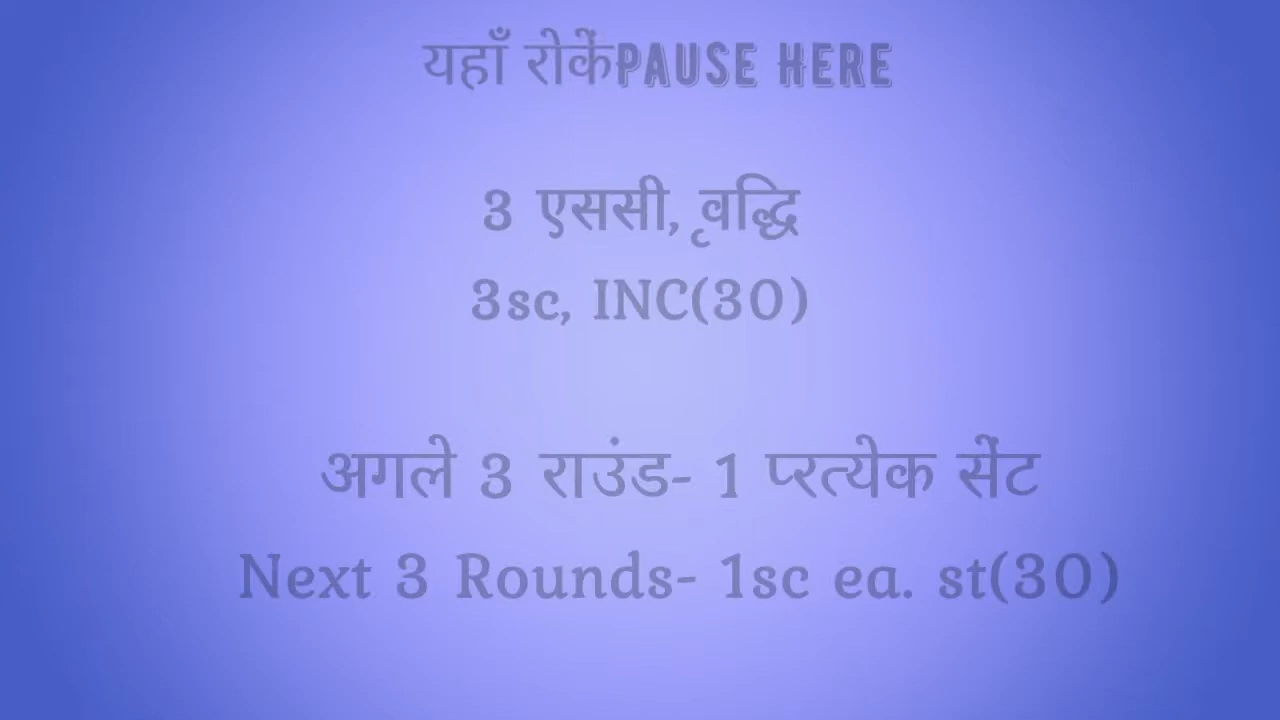 यहाँ रोकेंPAUSE HERE
3 एससी, ृवद्धि
3sc, INC(30)
अगले 3 राउंड- 1 प्रत्येक सेंट
Next 3 Rounds- 1sc ea. st(30)